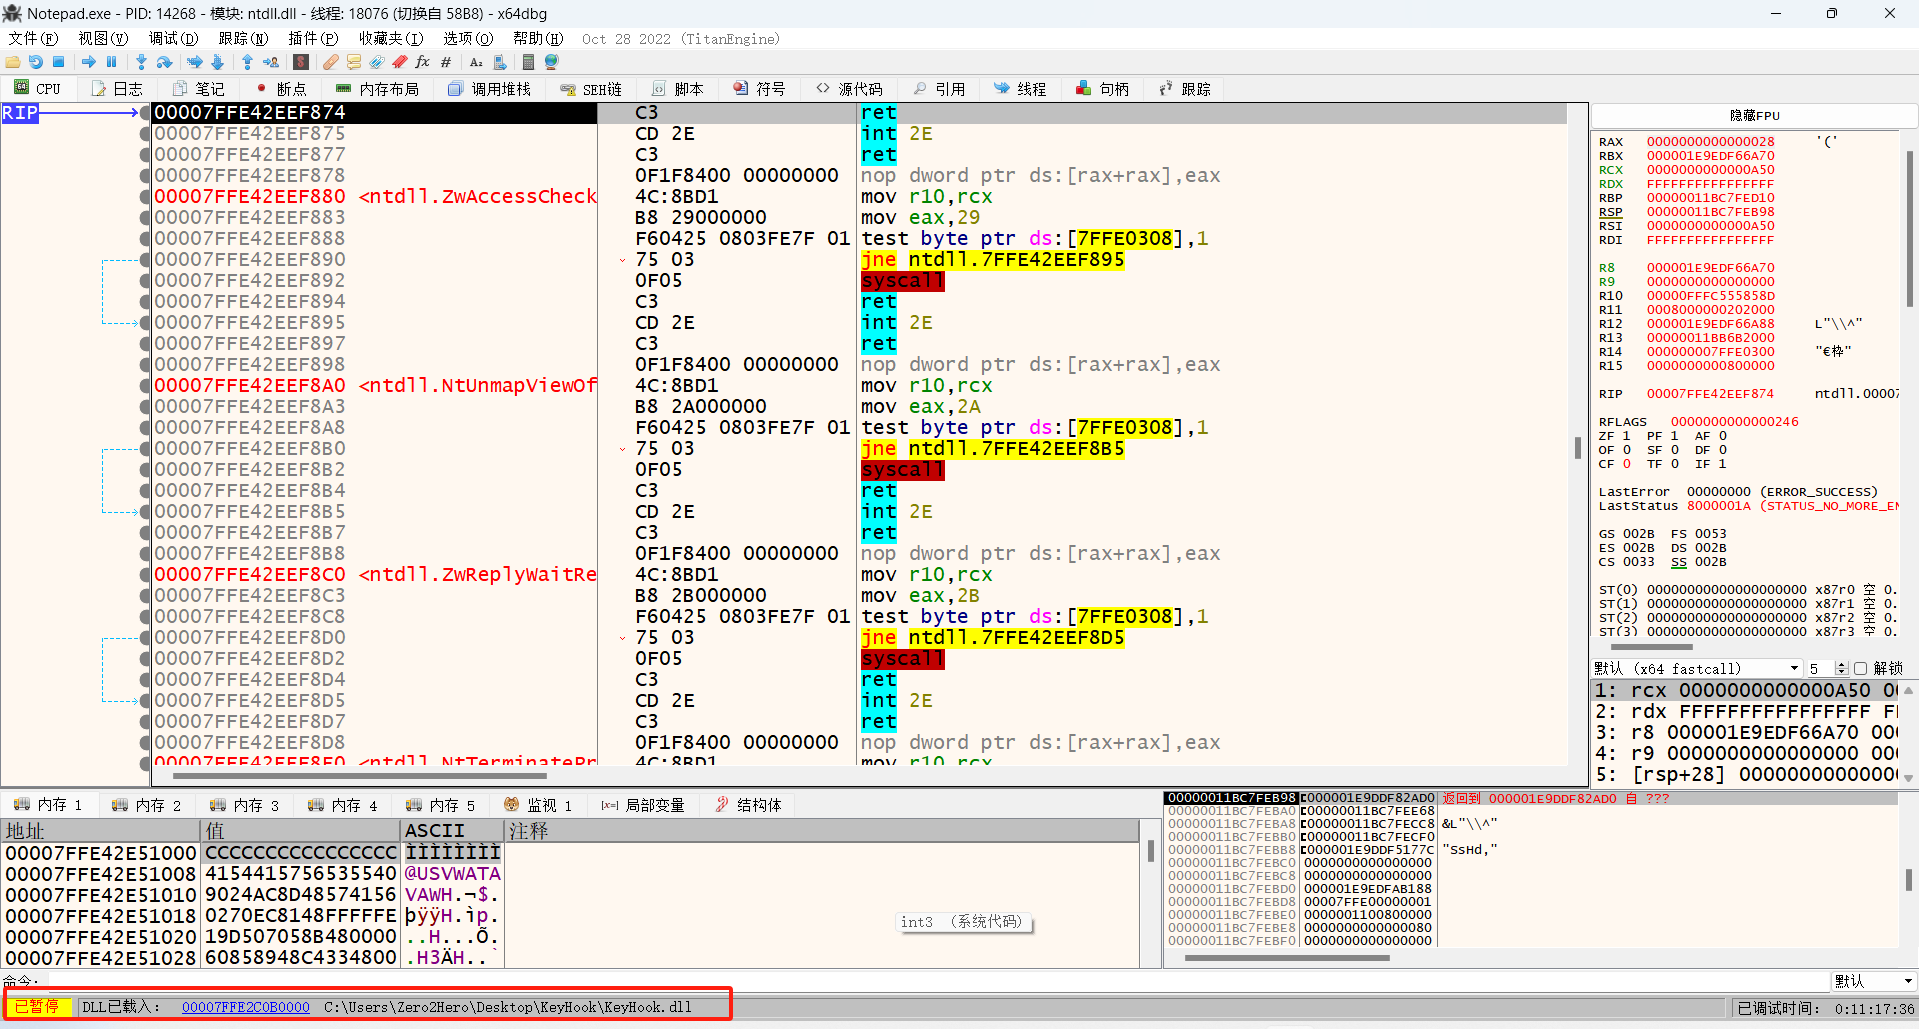 Notepad.exe - PID: 14268 - 模块: ntdll.dll - 线程: 18076 (切换自 58B8) - x64dbg
文件(F) 视图(V) 调试(D) 跟踪(N) 插件(P) 收藏夹(I) 选项(O) 帮助(H) Oct 28 2022 (TitanEngine)
CPU 日志 笔记 断点 内存布局 调用堆栈 SEH链 脚本 符号 源代码 引用 线程 句柄 跟踪
RIP 00007FFE42EEF874 C3 ret
00007FFE42EEF875 CD 2E int 2E
00007FFE42EEF877 C3 ret
00007FFE42EEF878 0F1F8400 00000000 nop dword ptr ds:[rax+rax],eax
00007FFE42EEF880 <ntdll.ZwAccessCheck 4C:8BD1 mov r10,rcx
00007FFE42EEF883 B8 29000000 mov eax,29
00007FFE42EEF888 F60425 0803FE7F 01 test byte ptr ds:[7FFE0308],1
00007FFE42EEF890 75 03 jne ntdll.7FFE42EEF895
00007FFE42EEF892 0F05 syscall
00007FFE42EEF894 C3 ret
00007FFE42EEF895 CD 2E int 2E
00007FFE42EEF897 C3 ret
00007FFE42EEF898 0F1F8400 00000000 nop dword ptr ds:[rax+rax],eax
00007FFE42EEF8A0 <ntdll.NtUnmapViewOf 4C:8BD1 mov r10,rcx
00007FFE42EEF8A3 B8 2A000000 mov eax,2A
00007FFE42EEF8A8 F60425 0803FE7F 01 test byte ptr ds:[7FFE0308],1
00007FFE42EEF8B0 75 03 jne ntdll.7FFE42EEF8B5
00007FFE42EEF8B2 0F05 syscall
00007FFE42EEF8B4 C3 ret
00007FFE42EEF8B5 CD 2E int 2E
00007FFE42EEF8B7 C3 ret
00007FFE42EEF8B8 0F1F8400 00000000 nop dword ptr ds:[rax+rax],eax
00007FFE42EEF8C0 <ntdll.ZwReplyWaitRe 4C:8BD1 mov r10,rcx
00007FFE42EEF8C3 B8 2B000000 mov eax,2B
00007FFE42EEF8C8 F60425 0803FE7F 01 test byte ptr ds:[7FFE0308],1
00007FFE42EEF8D0 75 03 jne ntdll.7FFE42EEF8D5
00007FFE42EEF8D2 0F05 syscall
00007FFE42EEF8D4 C3 ret
00007FFE42EEF8D5 CD 2E int 2E
00007FFE42EEF8D7 C3 ret
00007FFE42EEF8D8 0F1F8400 00000000 nop dword ptr ds:[rax+rax],eax
00007FFE42EEF8E0 <ntdll.NtTerminatePr 4C:8BD1 mov r10,rcx
隐藏FPU
RAX 0000000000000028 '('
RBX 000001E9EDF66A70
RCX 0000000000000A50
RDX FFFFFFFFFFFFFFFF
RBP 00000011BC7FED10
RSP 00000011BC7FEB98
RSI 0000000000000A50
RDI FFFFFFFFFFFFFFFF
R8 000001E9EDF66A70
R9 0000000000000000
R10 00000FFFC555858D
R11 0008000000202000
R12 000001E9EDF66A88 L"\\^"
R13 00000011BB6B2000
R14 000000007FFE0300 "€枠"
R15 0000000000800000
RIP 00007FFE42EEF874 ntdll.00007
RFLAGS 0000000000000246
ZF 1 PF 1 AF 0
OF 0 SF 0 DF 0
CF 0 TF 0 IF 1
LastError 00000000 (ERROR_SUCCESS)
LastStatus 8000001A (STATUS_NO_MORE_EN
GS 002B FS 0053
ES 002B DS 002B
CS 0033 SS 002B
ST(0) 00000000000000000000 x87r0 空 0.
ST(1) 00000000000000000000 x87r1 空 0.
ST(2) 00000000000000000000 x87r2 空 0.
ST(3) 00000000000000000000 x87r3 空 0.
默认 (x64 fastcall) 5 解锁
1: rcx 0000000000000A50 00
2: rdx FFFFFFFFFFFFFFFF FF
3: r8 000001E9EDF66A70 000
4: r9 0000000000000000 000
5: [rsp+28] 0000000000000
内存 1 内存 2 内存 3 内存 4 内存 5 监视 1 [x=] 局部变量 结构体
地址 值 ASCII 注释
00007FFE42E51000 CCCCCCCCCCCCCCCC ÌÌÌÌÌÌÌÌ
00007FFE42E51008 4154415756535540 @USVWATA
00007FFE42E51010 9024AC8D48574156 VAWH.¬$.
00007FFE42E51018 0270EC8148FFFFFE þÿÿH.ìp.
00007FFE42E51020 19D507058B480000 ..H...Õ.
00007FFE42E51028 60858948C4334800 .H3ÄH..`
int3 (系统代码)
00000011BC7FEB98 000001E9DDF82AD0 返回到 000001E9DDF82AD0 自 ???
00000011BC7FEBA0 00000011BC7FEE68
00000011BC7FEBA8 00000011BC7FECC8 &L"\\^"
00000011BC7FEBB0 00000011BC7FECF0
00000011BC7FEBB8 000001E9DDF5177C "SsHd,"
00000011BC7FEBC0 0000000000000000
00000011BC7FEBC8 0000000000000000
00000011BC7FEBD0 000001E9EDFAB188
00000011BC7FEBD8 00007FFE00000001
00000011BC7FEBE0 0000001100800000
00000011BC7FEBE8 0000000000000080
00000011BC7FEBF0 0000000000000000
命令: 默认
已暂停 DLL已载入: 00007FFE2C0B0000 C:\Users\Zero2Hero\Desktop\KeyHook\KeyHook.dll 已调试时间: 0:11:17:36